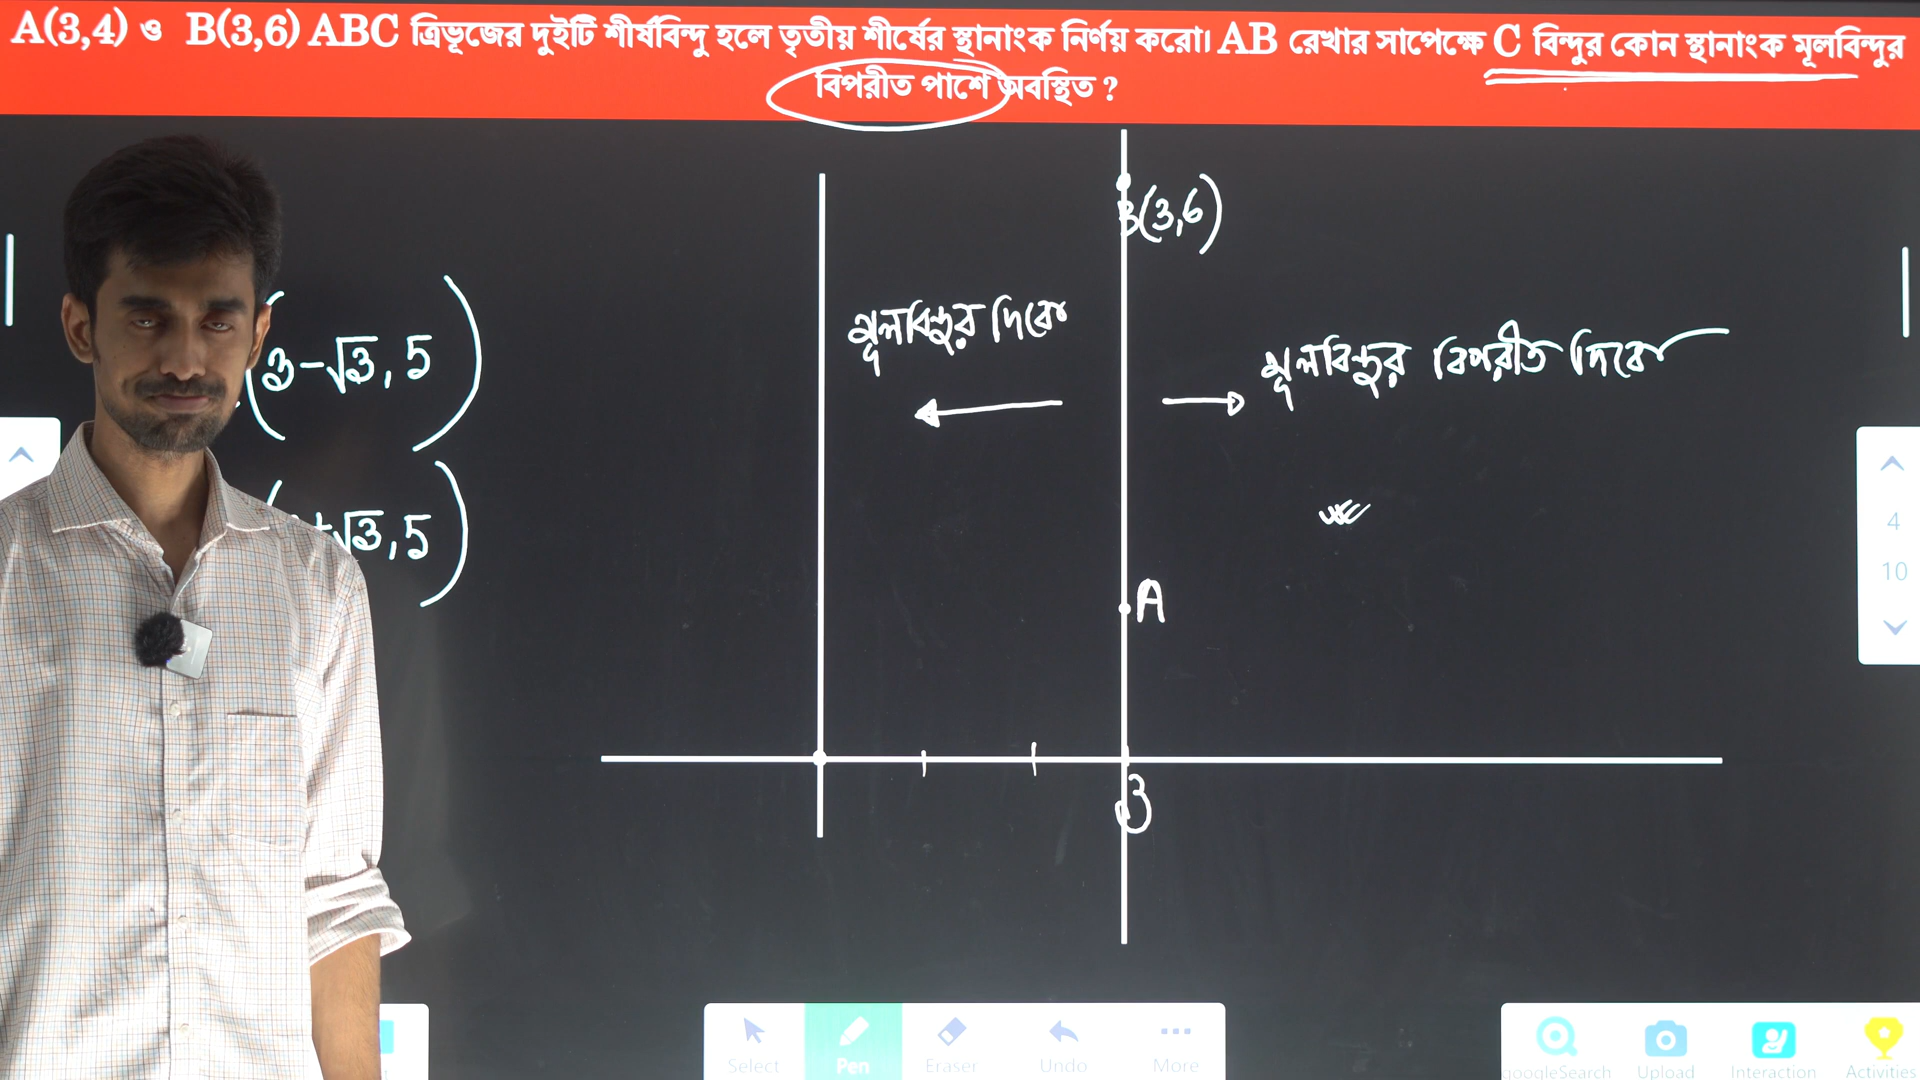 A(3,4) ও B(3,6) ABC ত্রিভূজের দুইটি শীর্ষবিন্দু হলে তৃতীয় শীর্ষের স্থানাংক নির্ণয় করো। AB রেখার সাপেক্ষে C বিন্দুর কোন স্থানাংক মূলবিন্দুর
বিপরীত পাশে অবস্থিত ?
B(3,6)
মূলবিন্দুর দিকে
মূলবিন্দুর বিপরীত দিকে
(3-√3, 5)
+√3, 5)
A
3
4
10
Select
Pen
Eraser
Undo
More
googleSearch
Upload
Interaction
Activities